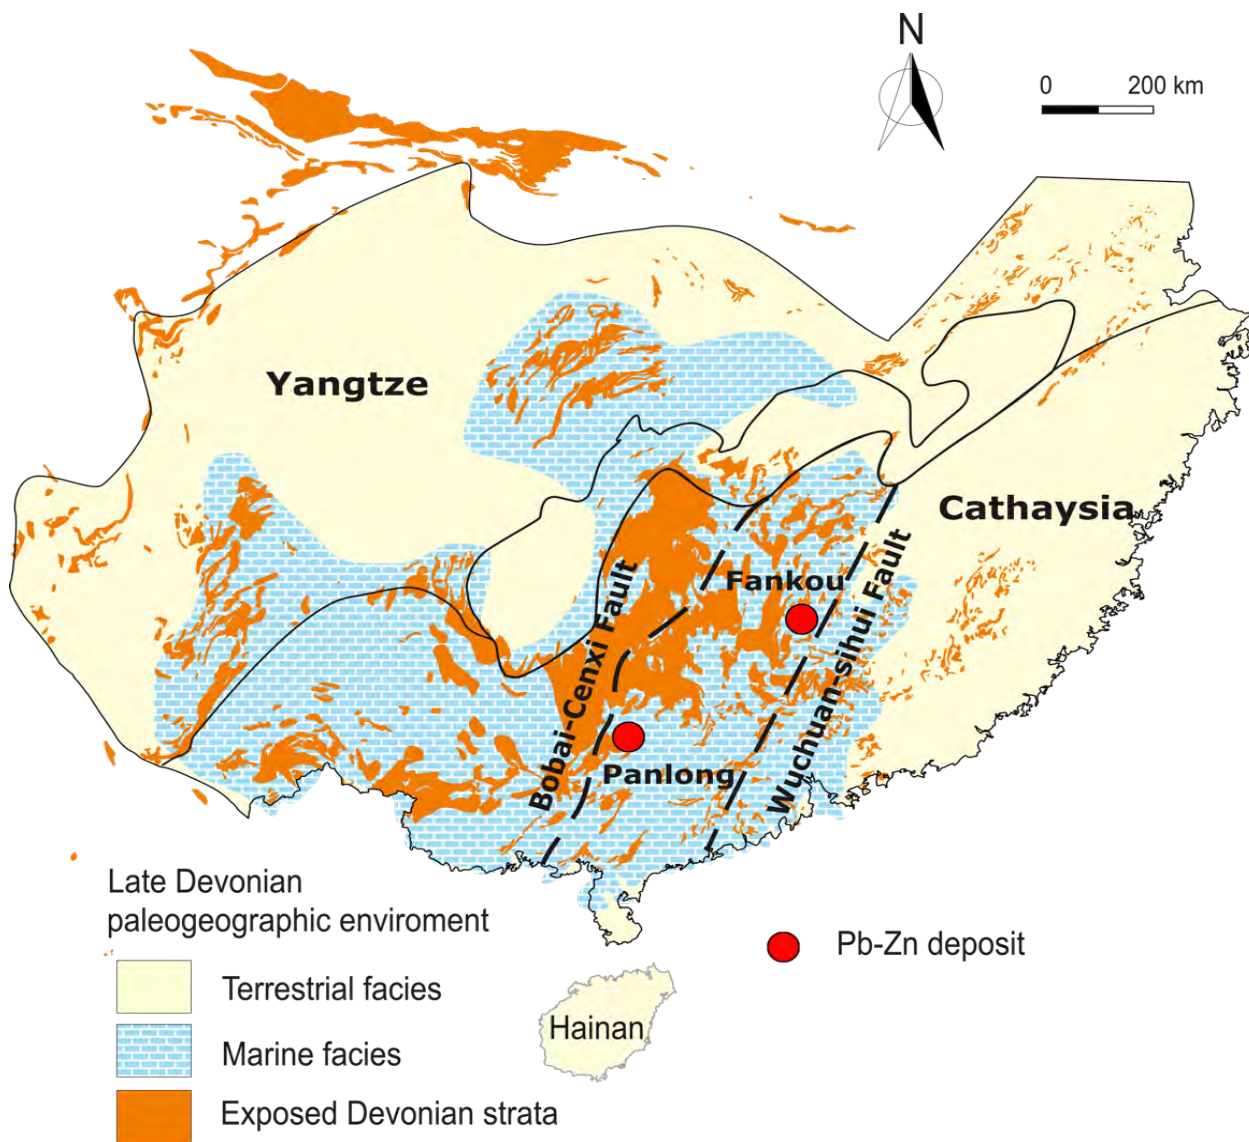 N
0 200 km
Yangtze
Cathaysia
Fankou
Bobai-Cenxi Fault
Wuchuan-sihui Fault
Panlong
Late Devonian
paleogeographic enviroment
Pb-Zn deposit
Terrestrial facies
Hainan
Marine facies
Exposed Devonian strata